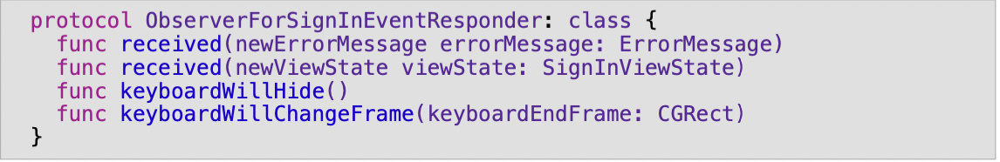 protocol ObserverForSignInEventResponder: class {
  func received(newErrorMessage errorMessage: ErrorMessage)
  func received(newViewState viewState: SignInViewState)
  func keyboardWillHide()
  func keyboardWillChangeFrame(keyboardEndFrame: CGRect)
}